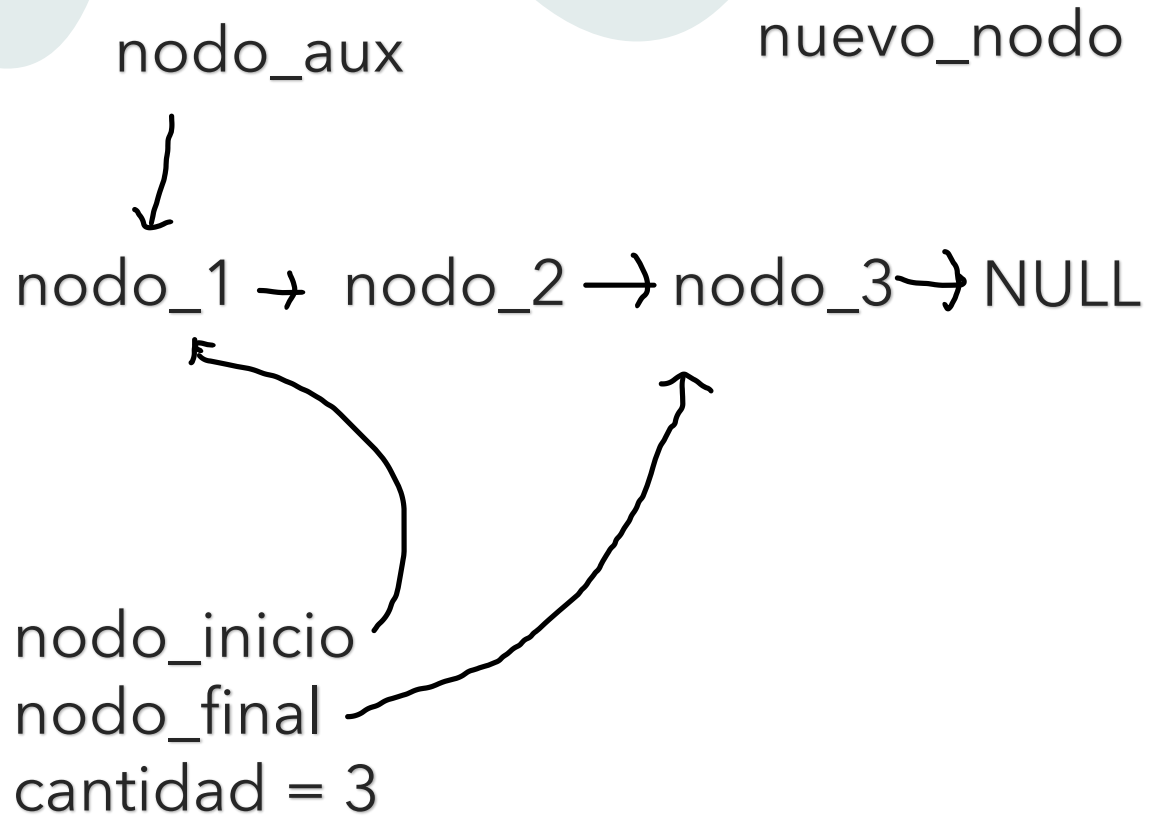 nodo_aux
nuevo_nodo
nodo_1 nodo_2 nodo_3 NULL
nodo_inicio
nodo_final
cantidad = 3